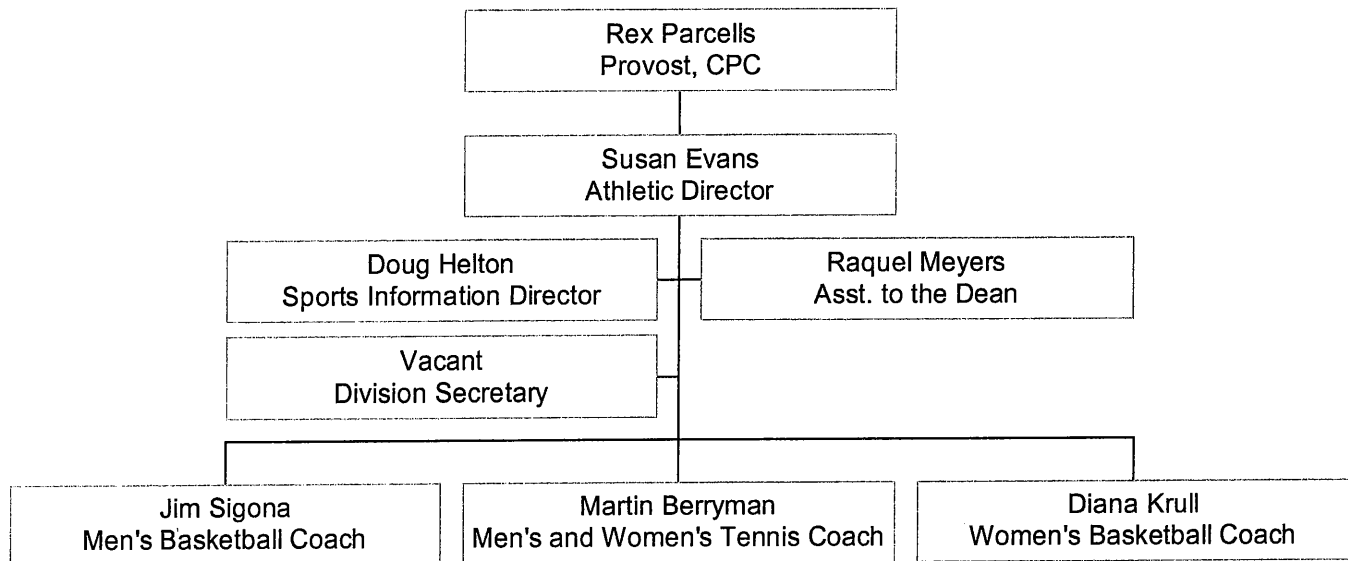 Rex Parcells
Provost, CPC
Susan Evans
Athletic Director
Doug Helton
Sports Information Director
Raquel Meyers
Asst. to the Dean
Vacant
Division Secretary
Jim Sigona
Men's Basketball Coach
Martin Berryman
Men's and Women's Tennis Coach
Diana Krull
Women's Basketball Coach